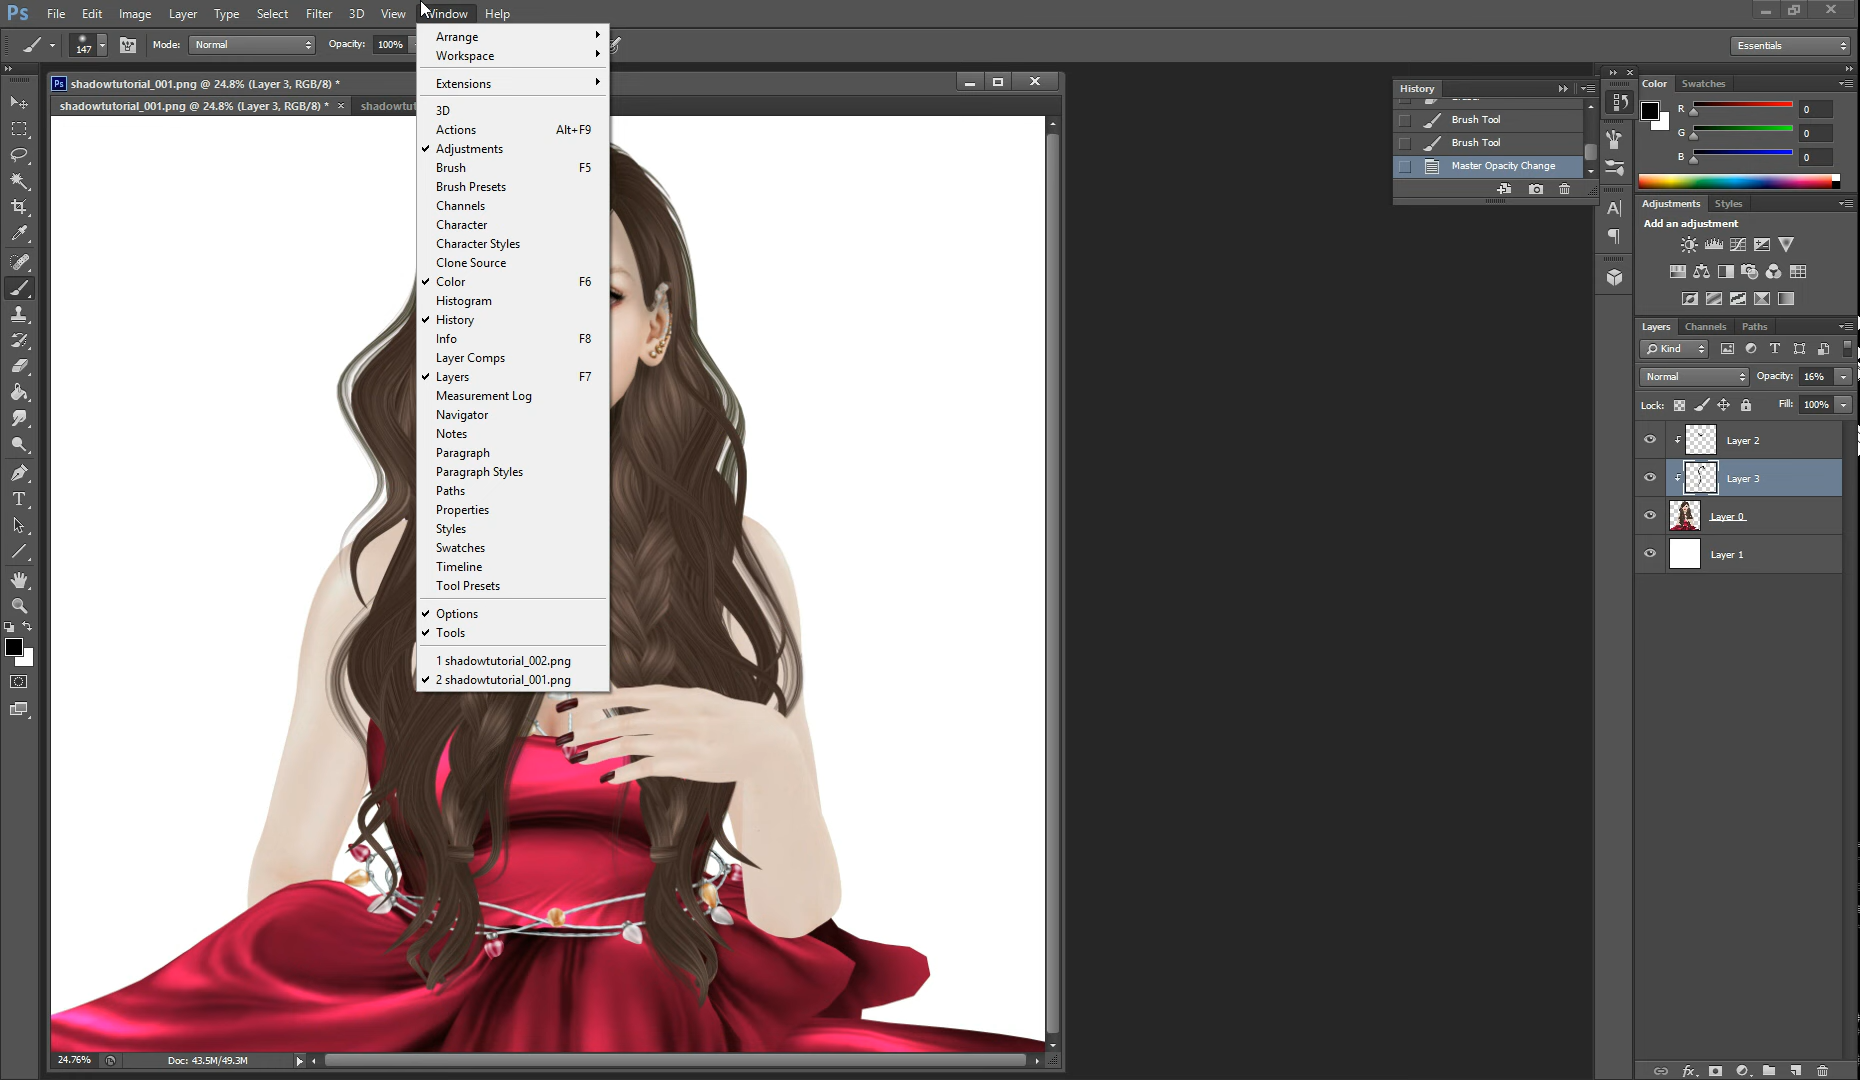 Ps File Edit Image Layer Type Select Filter 3D View Window Help
147 Mode: Normal Opacity: 100% Essentials
Ps shadowtutorial_001.png @ 24.8% (Layer 3, RGB/8) *
shadowtutorial_001.png @ 24.8% (Layer 3, RGB/8) * × shadowtut
Arrange
Workspace
Extensions
3D
Actions Alt+F9
Adjustments
Brush F5
Brush Presets
Channels
Character
Character Styles
Clone Source
Color F6
Histogram
History
Info F8
Layer Comps
Layers F7
Measurement Log
Navigator
Notes
Paragraph
Paragraph Styles
Paths
Properties
Styles
Swatches
Timeline
Tool Presets
Options
Tools
1 shadowtutorial_002.png
2 shadowtutorial_001.png
History
Brush Tool
Brush Tool
Master Opacity Change
Color Swatches
R 0
G 0
B 0
Adjustments Styles
Add an adjustment
Layers Channels Paths
Kind
Normal Opacity: 16%
Lock: Fill: 100%
Layer 2
Layer 3
Layer 0
Layer 1
24.76% Doc: 43.5M/49.3M
fx